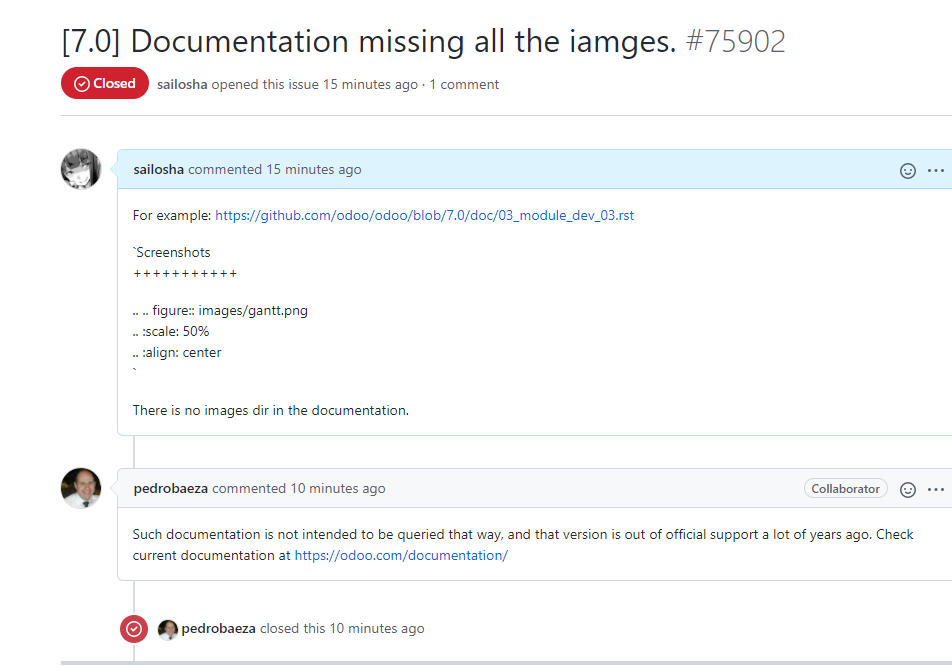 [7.0] Documentation missing all the iamges. #75902
Closed sailosha opened this issue 15 minutes ago · 1 comment
sailosha commented 15 minutes ago
For example: https://github.com/odoo/odoo/blob/7.0/doc/03_module_dev_03.rst
`Screenshots
+++++++++++
.. .. figure:: images/gantt.png
.. :scale: 50%
.. :align: center
`
There is no images dir in the documentation.
pedrobaeza commented 10 minutes ago Collaborator
Such documentation is not intended to be queried that way, and that version is out of official support a lot of years ago. Check
current documentation at https://odoo.com/documentation/
pedrobaeza closed this 10 minutes ago